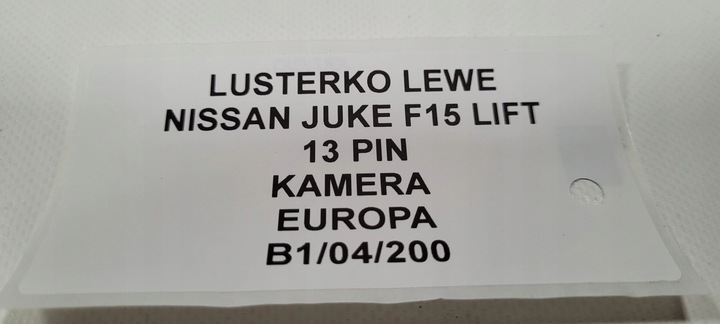 LUSTERKO LEWE
NISSAN JUKE F15 LIFT
13 PIN
KAMERA
EUROPA
B1/04/200